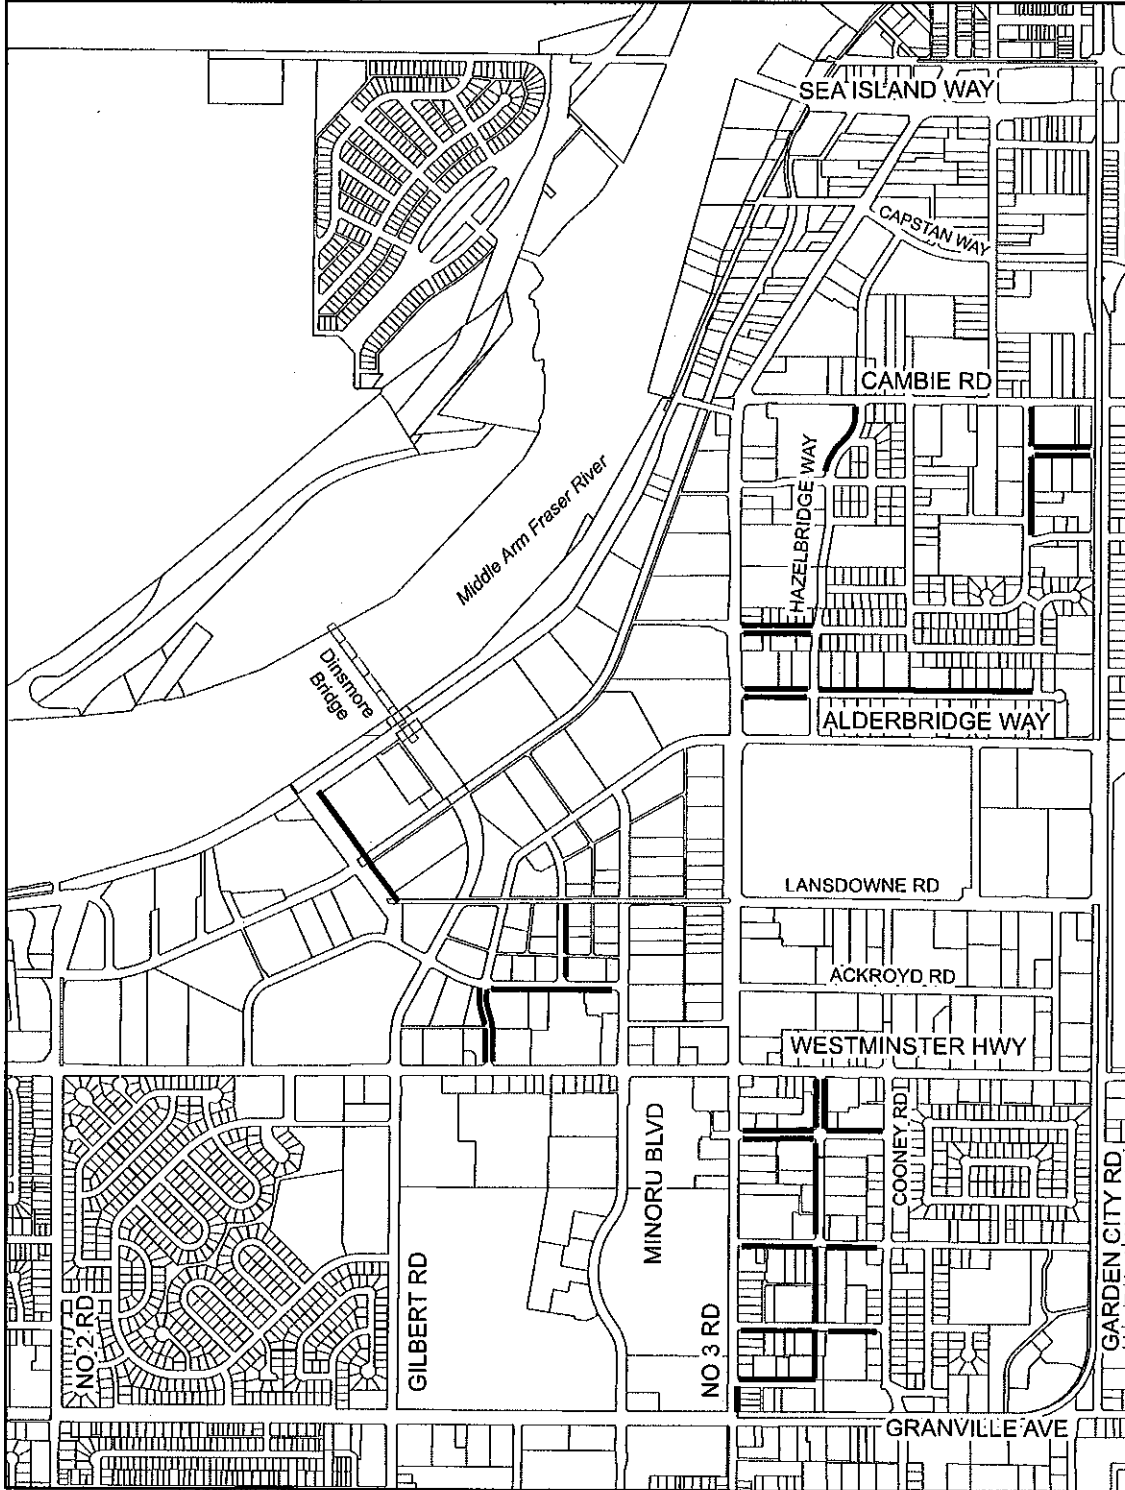 SEA ISLAND WAY
CAPSTAN WAY
CAMBIE RD
HAZELBRIDGE WAY
Middle Arm Fraser River
Dinsmore
Bridge
ALDERBRIDGE WAY
LANSDOWNE RD
ACKROYD RD
WESTMINSTER HWY
MINORU BLVD
COONEY RD
GARDEN CITY RD
NO 2 RD
GILBERT RD
NO 3 RD
GRANVILLE AVE